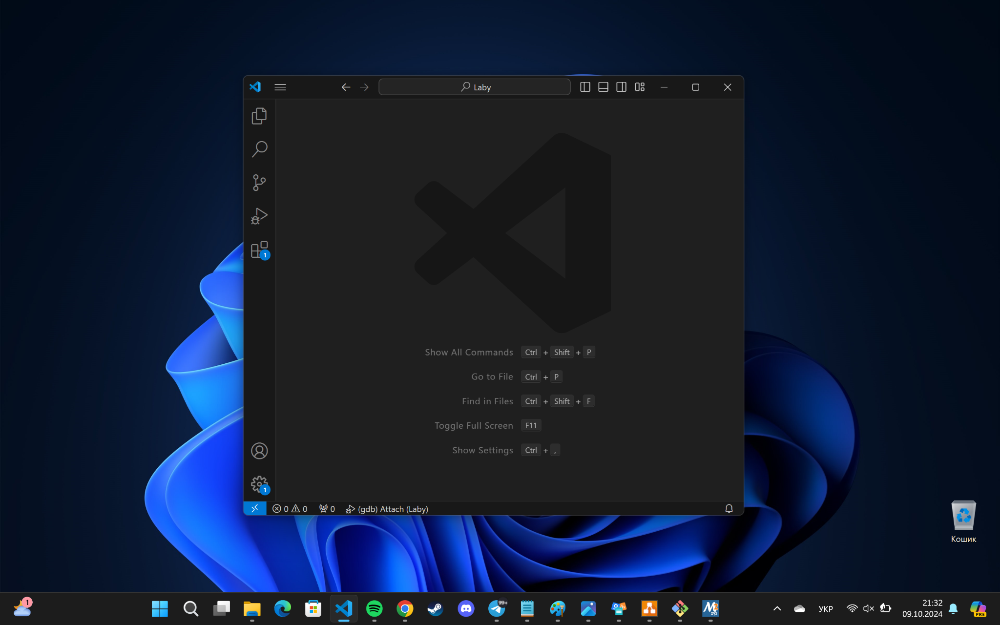 Laby
1
Show All Commands Ctrl + Shift + P
Go to File Ctrl + P
Find in Files Ctrl + Shift + F
Toggle Full Screen F11
Show Settings Ctrl + ,
1
0 0 0 (gdb) Attach (Laby)
Кошик
1
99+
M2
SYS
УКР
21:32
09.10.2024
PRE